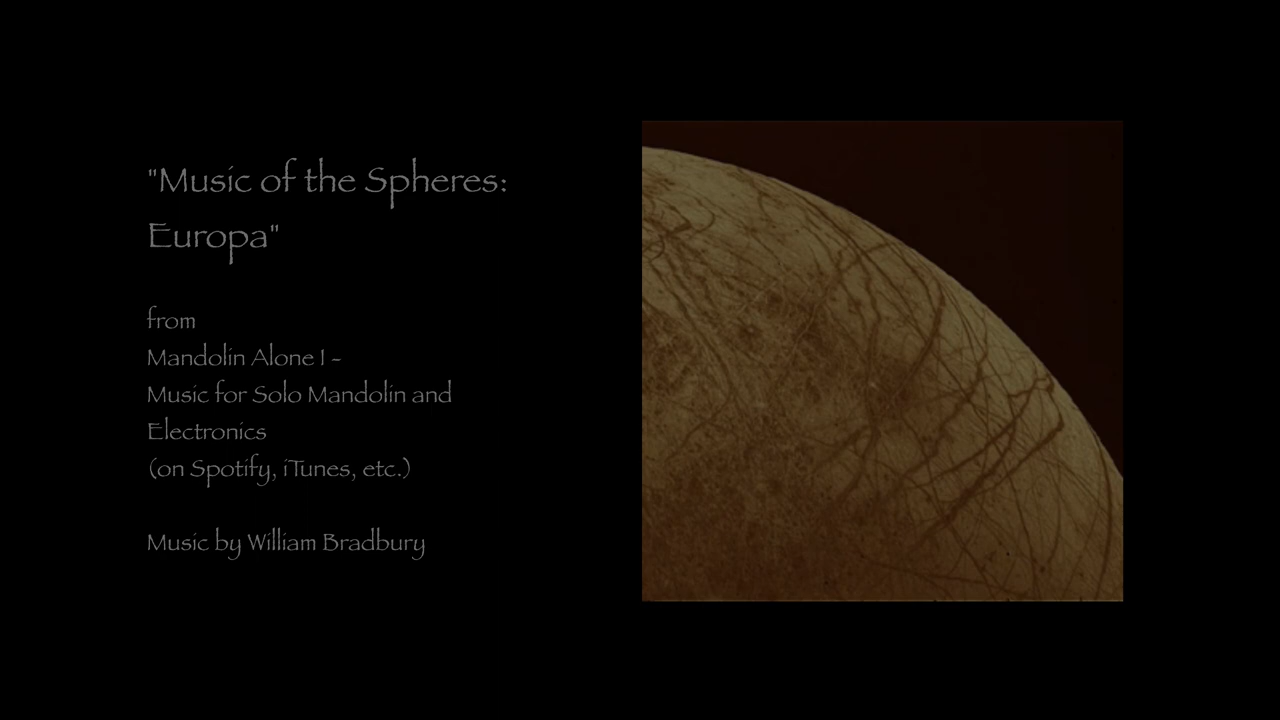 "Music of the Spheres:
Europa"
from
Mandolin Alone I -
Music for Solo Mandolin and
Electronics
(on Spotify, iTunes, etc.)
Music by William Bradbury